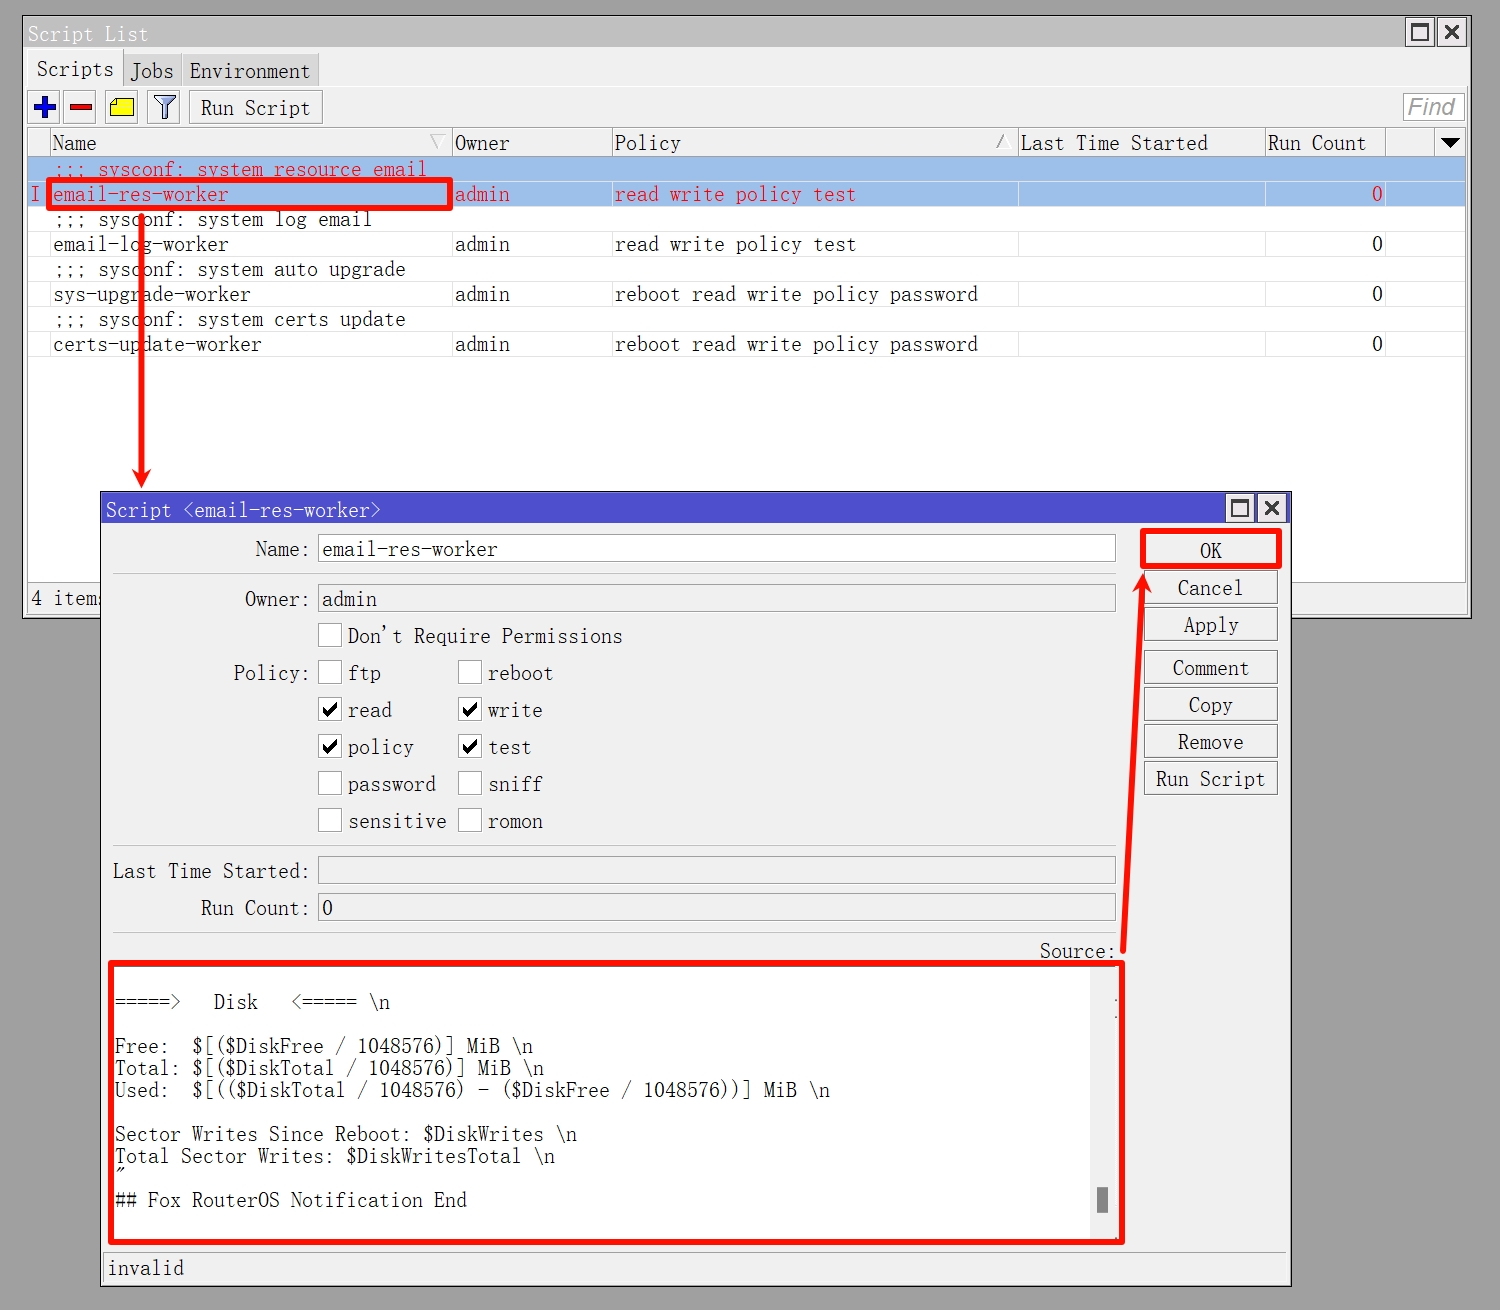 Script List
Scripts Jobs Environment
Run Script Find
Name Owner Policy Last Time Started Run Count
;;; sysconf: system resource email
I email-res-worker admin read write policy test 0
;;; sysconf: system log email
email-log-worker admin read write policy test 0
;;; sysconf: system auto upgrade
sys-upgrade-worker admin reboot read write policy password 0
;;; sysconf: system certs update
certs-update-worker admin reboot read write policy password 0
4 items
Script <email-res-worker>
Name: email-res-worker
OK
Owner: admin
Cancel
Don't Require Permissions
Apply
Policy: ftp reboot
Comment
read write
Copy
policy test
Remove
password sniff
Run Script
sensitive romon
Last Time Started:
Run Count: 0
Source:
=====>   Disk   <===== \n
Free:  $[($DiskFree / 1048576)] MiB \n
Total: $[($DiskTotal / 1048576)] MiB \n
Used:  $[(($DiskTotal / 1048576) - ($DiskFree / 1048576))] MiB \n
Sector Writes Since Reboot: $DiskWrites \n
Total Sector Writes: $DiskWritesTotal \n
"
## Fox RouterOS Notification End
invalid